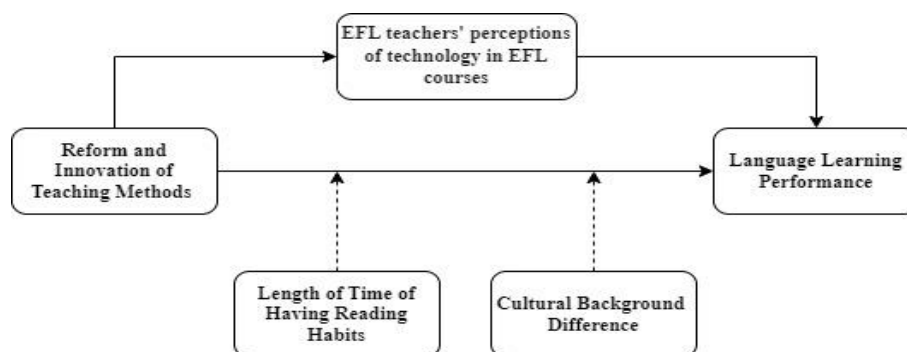 EFL teachers' perceptions
of technology in EFL
courses
Reform and
Innovation of
Teaching Methods
Language Learning
Performance
Length of Time of
Having Reading
Habits
Cultural Background
Difference